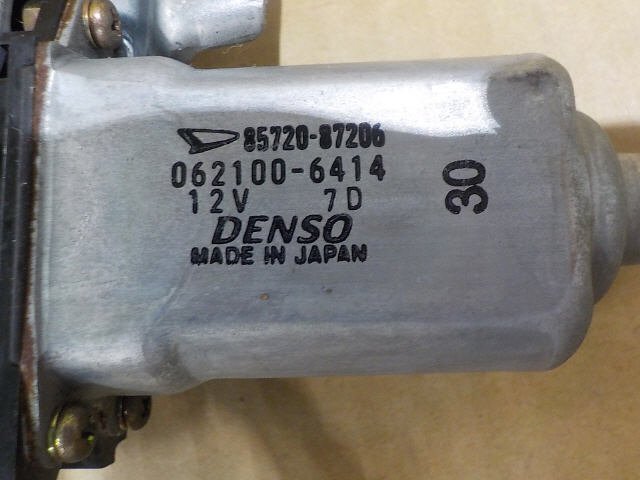 85720-87206
062100-6414
12V 7D
DENSO
MADE IN JAPAN
30